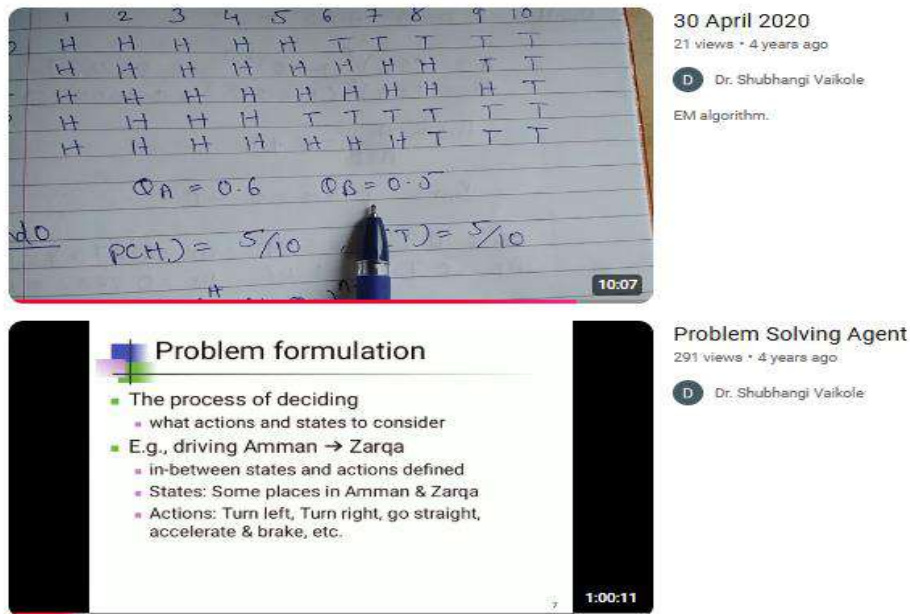 1 2 3 4 5 6 7 8 9 10
H H H H H T T T T T
H H H H H H H H T T
H H H H H H H H H T
H H H H T T T T T T
H H H H H H H T T T
QA = 0.6 QB = 0.5
P(H) = 5/10 (T) = 5/10
H
10:07
30 April 2020
21 views • 4 years ago
D Dr. Shubhangi Vaikole
EM algorithm.
Problem formulation
The process of deciding
what actions and states to consider
E.g., driving Amman → Zarqa
in-between states and actions defined
States: Some places in Amman & Zarqa
Actions: Turn left, Turn right, go straight,
accelerate & brake, etc.
7
1:00:11
Problem Solving Agent
291 views • 4 years ago
D Dr. Shubhangi Vaikole